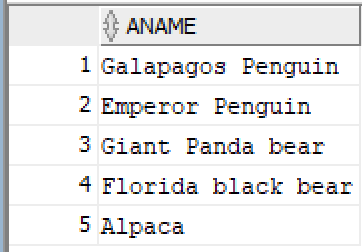 ANAME
1 Galapagos Penguin
2 Emperor Penguin
3 Giant Panda bear
4 Florida black bear
5 Alpaca